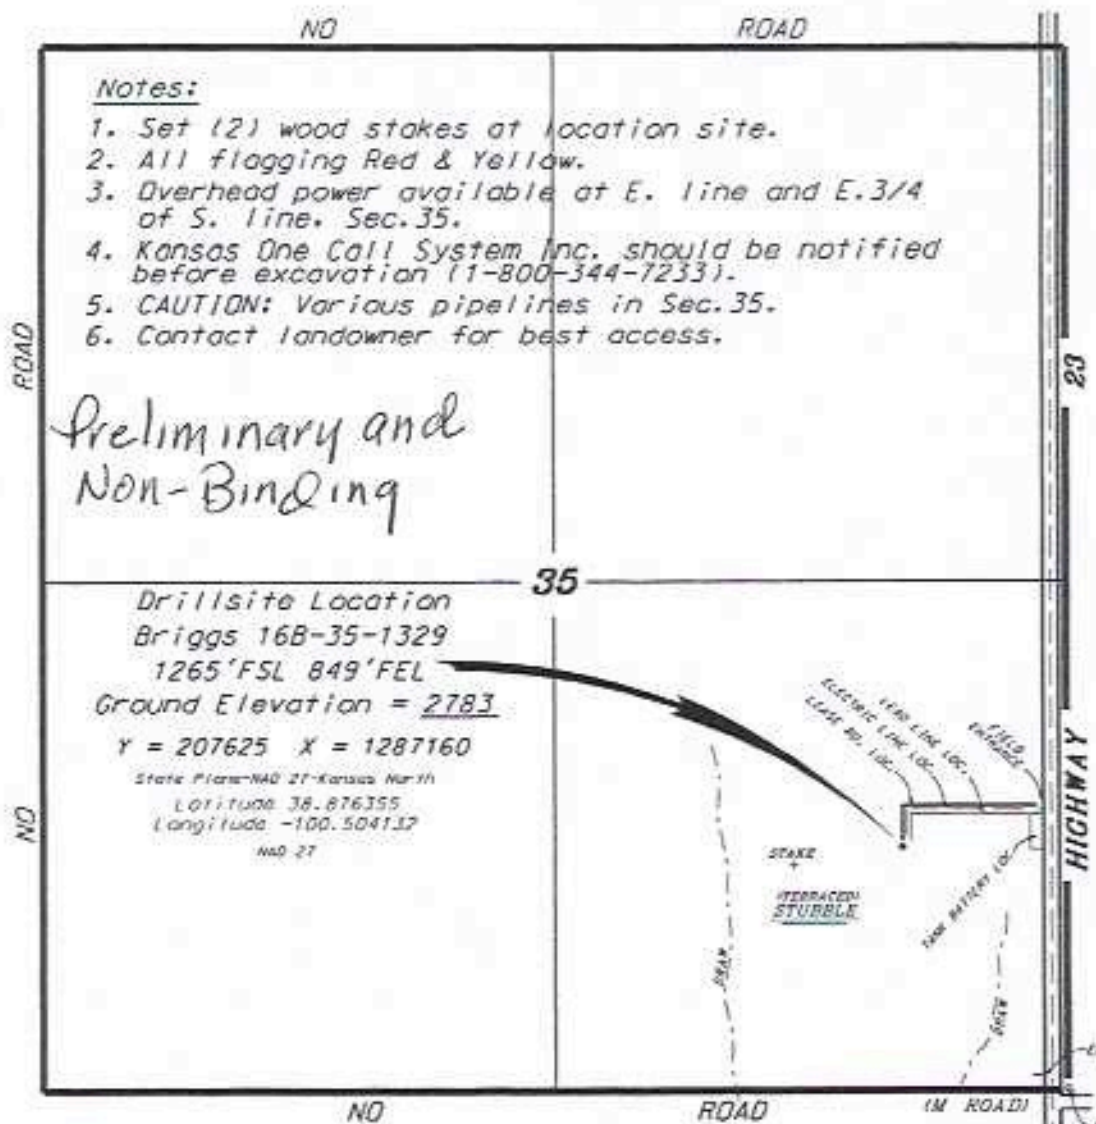 NO ROAD
Notes:
1. Set (2) wood stakes at location site.
2. All flagging Red & Yellow.
3. Overhead power available at E. line and E.3/4
of S. line. Sec.35.
4. Kansas One Call System Inc. should be notified
before excavation (1-800-344-7233).
5. CAUTION: Various pipelines in Sec.35.
6. Contact landowner for best access.
ROAD
23
Preliminary and
Non-Binding
35
Drillsite Location
Briggs 16B-35-1329
1265'FSL 849'FEL
Ground Elevation = 2783
Y = 207625 X = 1287160
State Plane-NAD 27-Kansas North
Latitude 38.876355
Longitude -100.504132
NAD 27
NO
ELECTRIC LINE LOC.
LEASE RD. LOC.
LEAD LINE LOC.
FIELD
ENTRANCE
HIGHWAY
STAKE
(TERRACED)
STUBBLE
TANK BATTERY LOC.
DRAW
DRAW
NO ROAD (M ROAD)